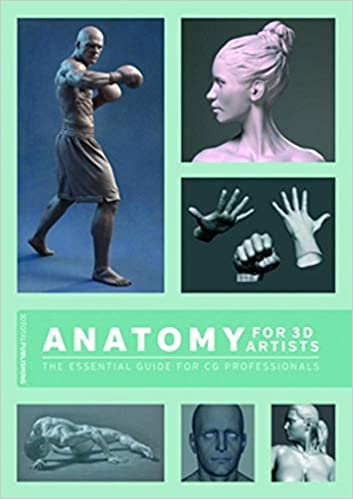 3DTOTALPUBLISHING
ANATOMY FOR 3D ARTISTS
THE ESSENTIAL GUIDE FOR CG PROFESSIONALS